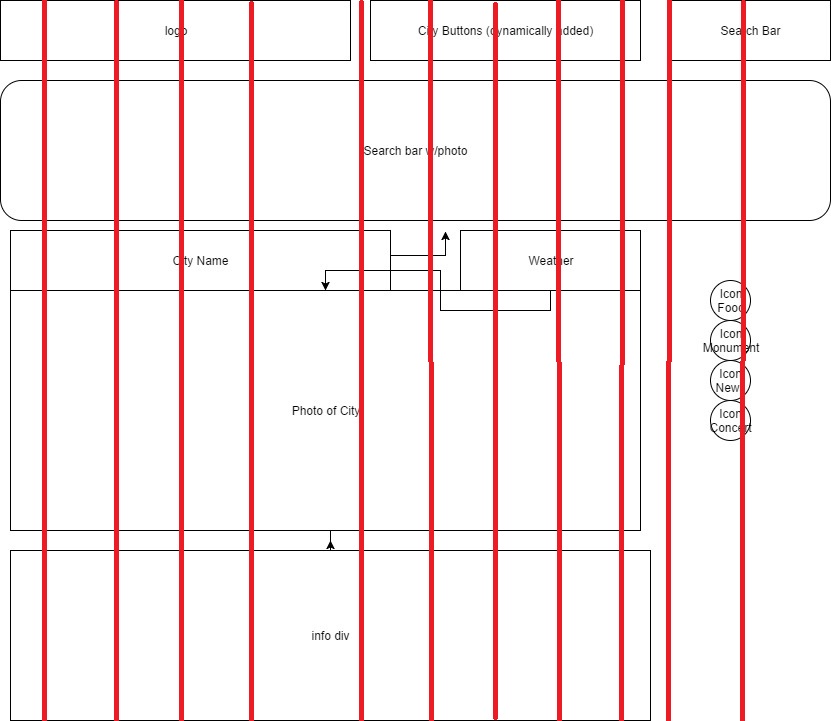 logo
City Buttons (dynamically added)
Search Bar
Search bar w/photo
City Name
Weather
Icon
Food
Icon
Monument
Icon
News
Icon
Concert
Photo of City
info div